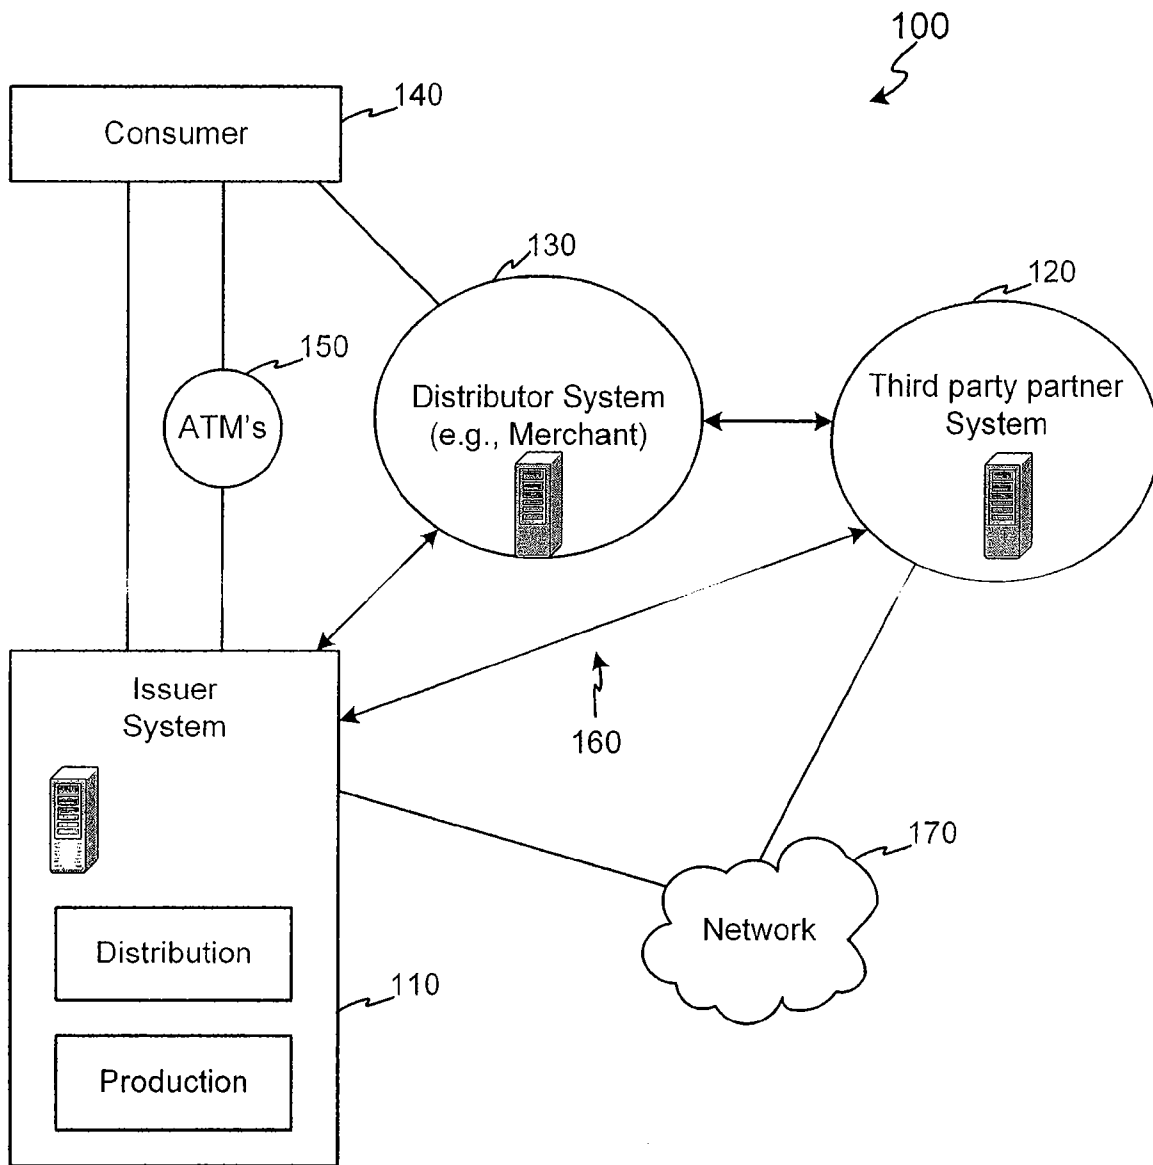 100
140
Consumer
130
120
150
ATM's
Distributor System
(e.g., Merchant)
Third party partner
System
Issuer
System
160
170
Network
Distribution
110
Production